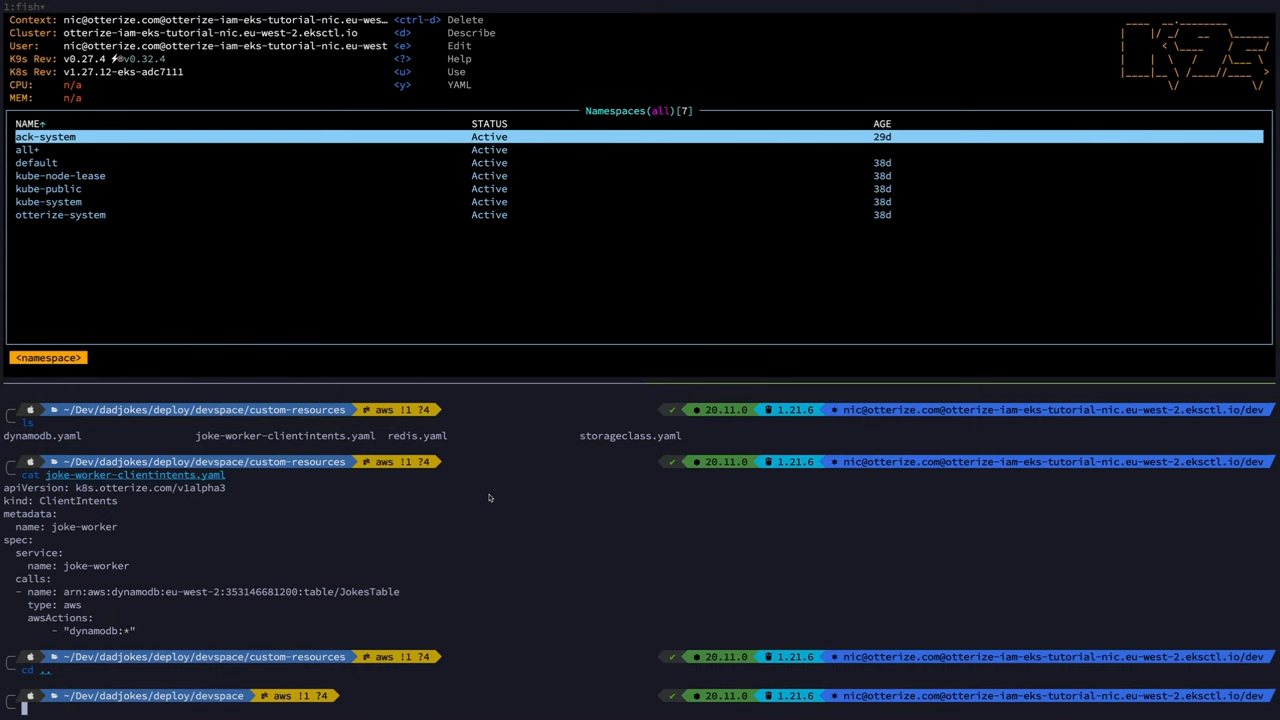 1:fish*
Context: nic@otterize.com@otterize-iam-eks-tutorial-nic.eu-wes… <ctrl-d> Delete
Cluster: otterize-iam-eks-tutorial-nic.eu-west-2.eksctl.io <d> Describe
User: nic@otterize.com@otterize-iam-eks-tutorial-nic.eu-west <e> Edit
K9s Rev: v0.27.4 ⚡️v0.32.4 <?> Help
K8s Rev: v1.27.12-eks-adc7111 <u> Use
CPU: n/a <y> YAML
MEM: n/a
K9s
Namespaces(all)[7]
NAME↑ STATUS AGE
ack-system Active 29d
all+ Active
default Active 38d
kube-node-lease Active 38d
kube-public Active 38d
kube-system Active 38d
otterize-system Active 38d
<namespace>
~/Dev/dadjokes/deploy/devspace/custom-resources aws !1 ?4 ✓ 20.11.0 1.21.6 nic@otterize.com@otterize-iam-eks-tutorial-nic.eu-west-2.eksctl.io/dev
ls
dynamodb.yaml joke-worker-clientintents.yaml redis.yaml storageclass.yaml
~/Dev/dadjokes/deploy/devspace/custom-resources aws !1 ?4 ✓ 20.11.0 1.21.6 nic@otterize.com@otterize-iam-eks-tutorial-nic.eu-west-2.eksctl.io/dev
cat joke-worker-clientintents.yaml
apiVersion: k8s.otterize.com/v1alpha3
kind: ClientIntents
metadata:
name: joke-worker
spec:
service:
name: joke-worker
calls:
- name: arn:aws:dynamodb:eu-west-2:353146681200:table/JokesTable
type: aws
awsActions:
- "dynamodb:*"
~/Dev/dadjokes/deploy/devspace/custom-resources aws !1 ?4 ✓ 20.11.0 1.21.6 nic@otterize.com@otterize-iam-eks-tutorial-nic.eu-west-2.eksctl.io/dev
cd ..
~/Dev/dadjokes/deploy/devspace aws !1 ?4 ✓ 20.11.0 1.21.6 nic@otterize.com@otterize-iam-eks-tutorial-nic.eu-west-2.eksctl.io/dev